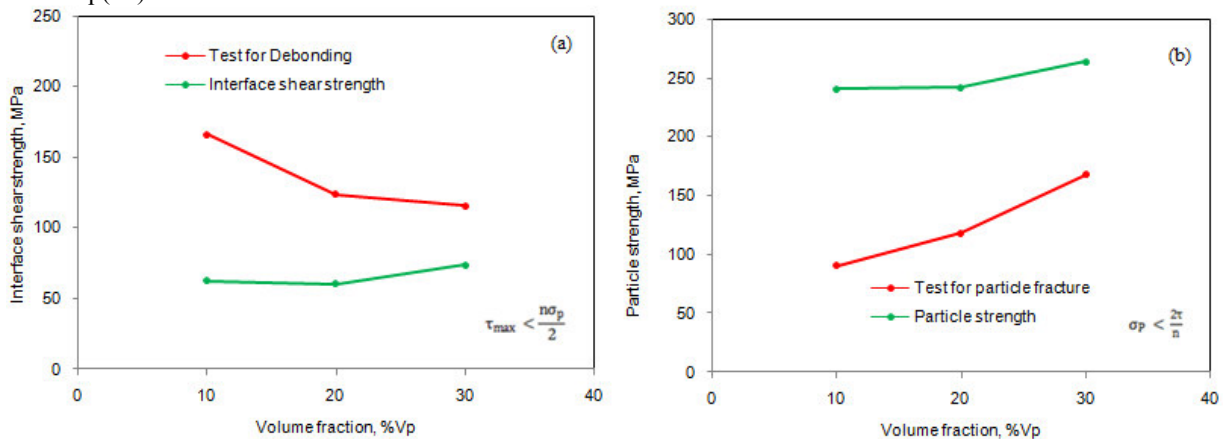 250
200
150
100
50
0
0
10
20
30
40
Interface shear strength, MPa
Volume fraction, %Vp
Test for Debonding
Interface shear strength
(a)
τmax < nσp/2
300
250
200
150
100
50
0
0
10
20
30
40
Particle strength, MPa
Volume fraction, %Vp
(b)
Test for particle fracture
Particle strength
σP < 2τ/n